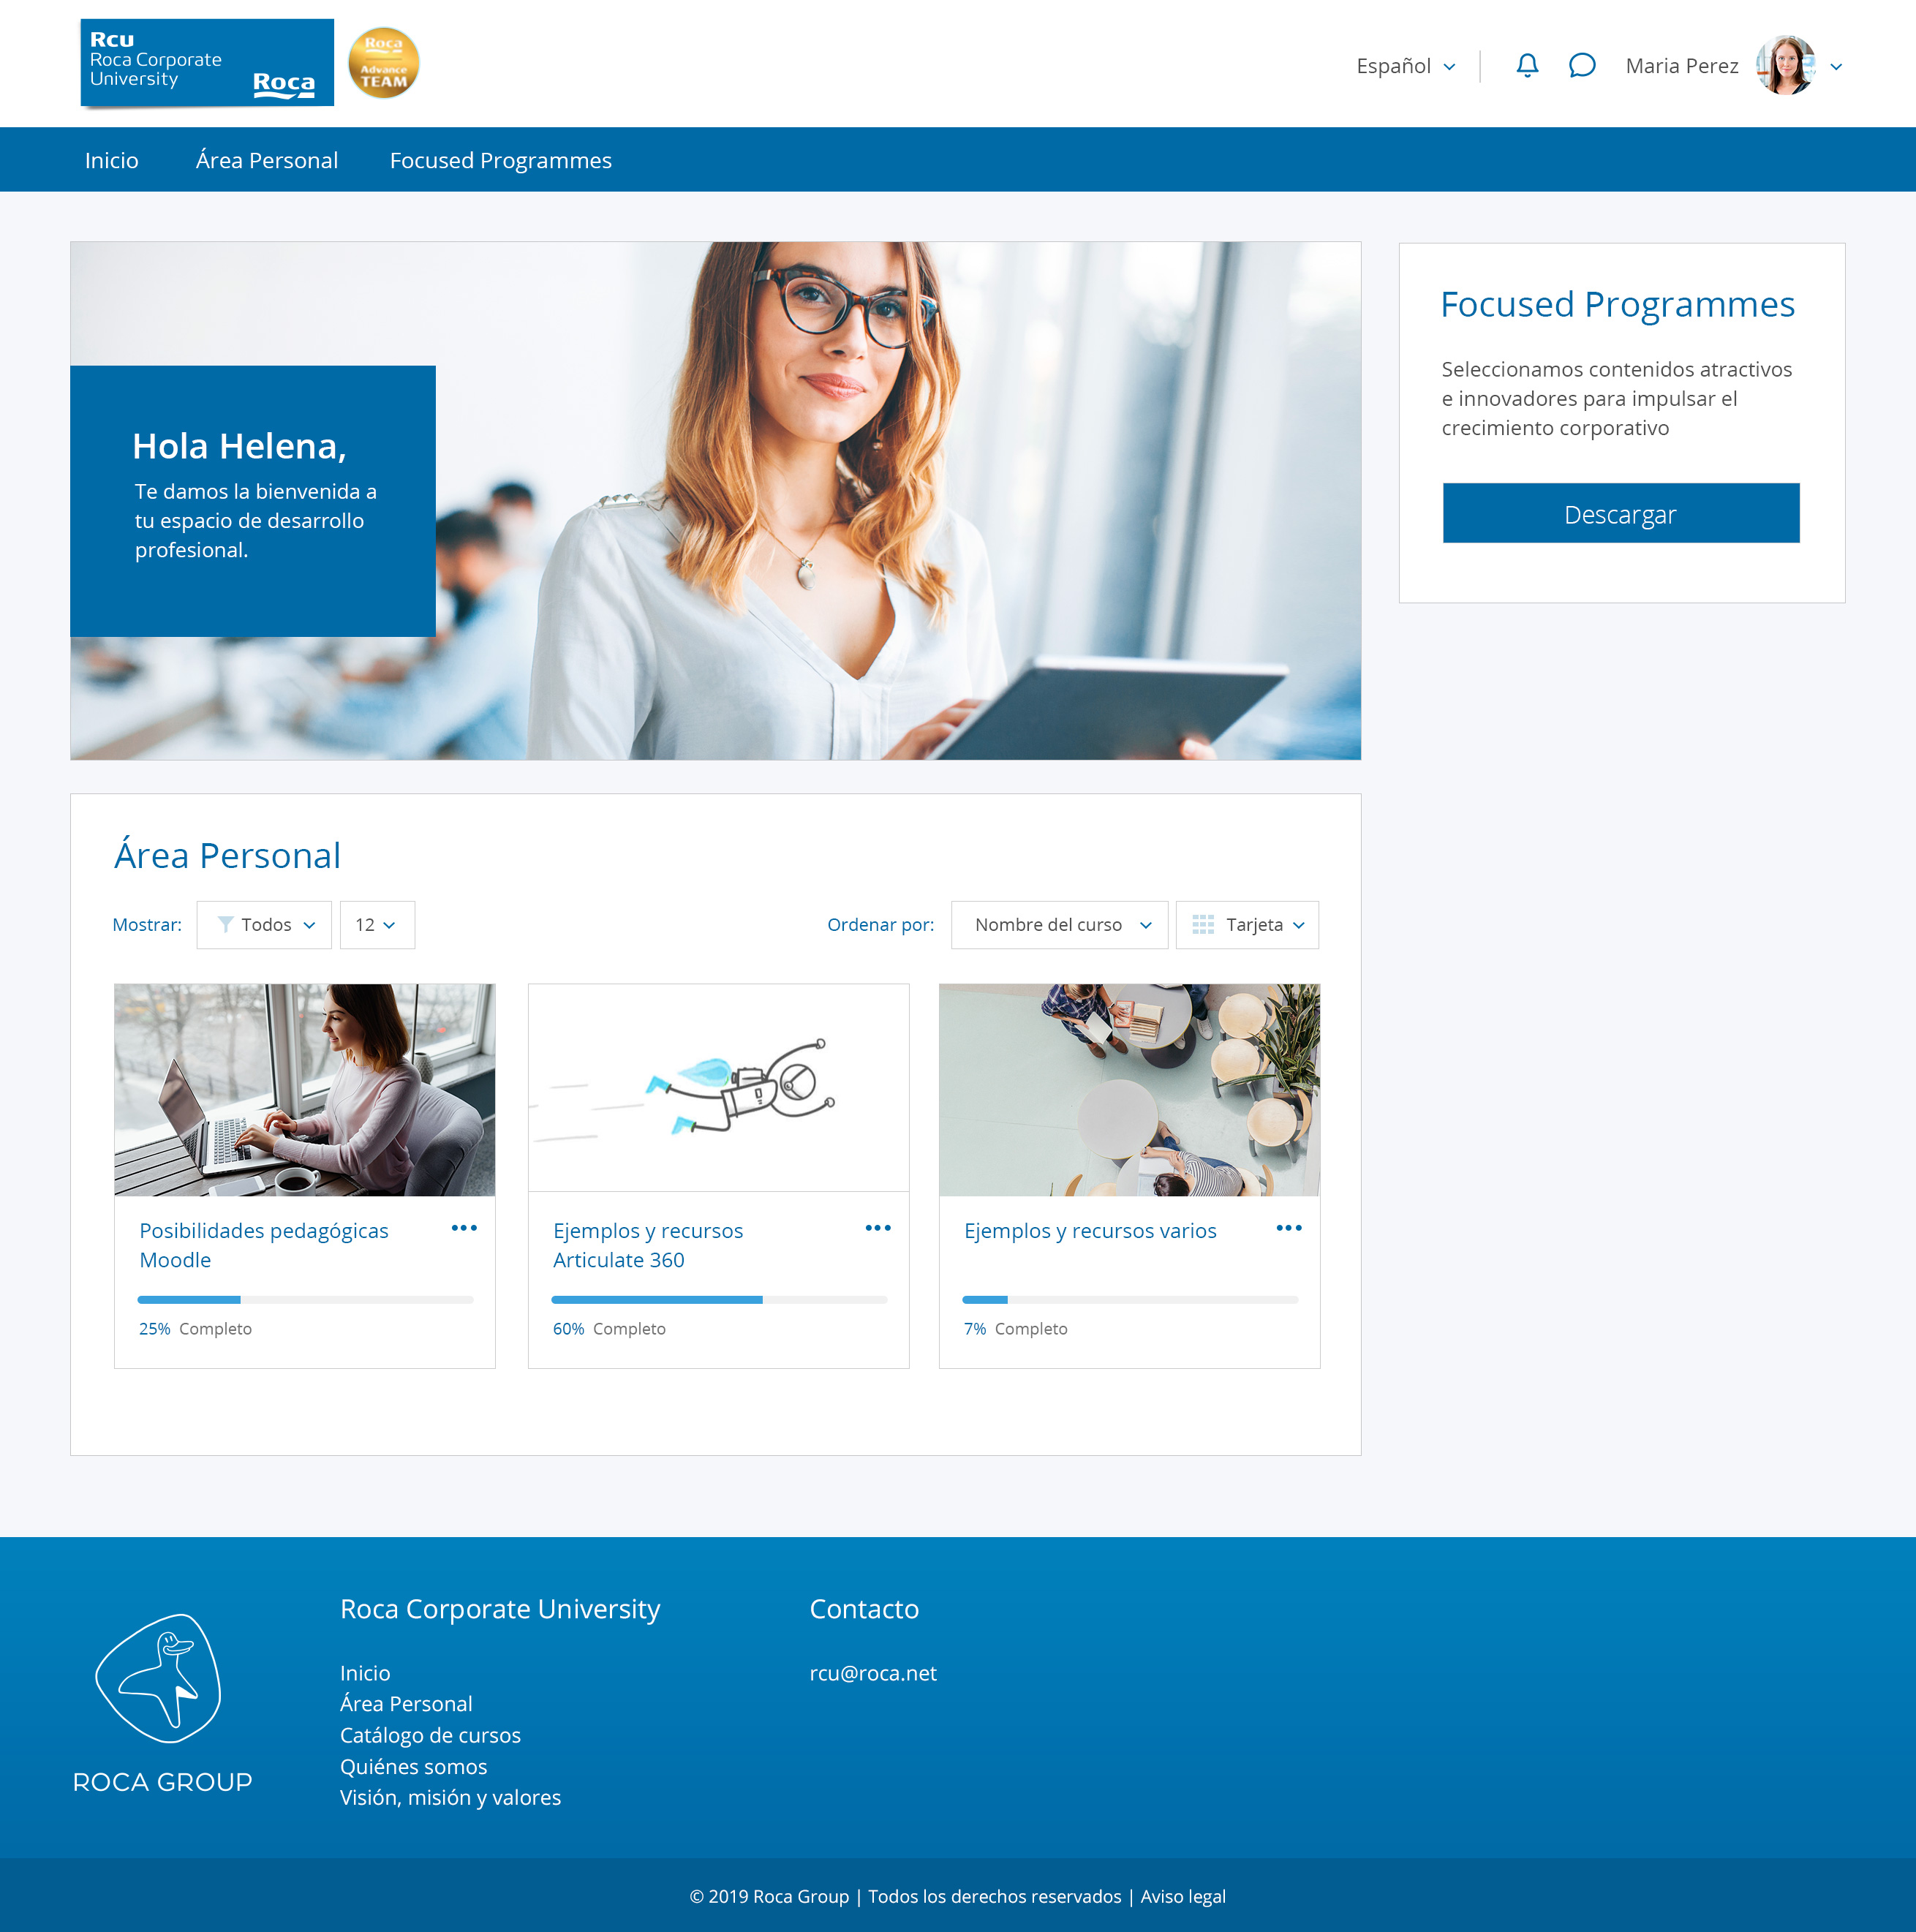 Rcu
Roca Corporate
University
Roca
Roca
Advance
TEAM
Español
Maria Perez
Inicio
Área Personal
Focused Programmes
Hola Helena,
Te damos la bienvenida a
tu espacio de desarrollo
profesional.
Focused Programmes
Seleccionamos contenidos atractivos
e innovadores para impulsar el
crecimiento corporativo
Descargar
Área Personal
Mostrar:
Todos
12
Ordenar por:
Nombre del curso
Tarjeta
Posibilidades pedagógicas
Moodle
25% Completo
Ejemplos y recursos
Articulate 360
60% Completo
Ejemplos y recursos varios
7% Completo
ROCA GROUP
Roca Corporate University
Inicio
Área Personal
Catálogo de cursos
Quiénes somos
Visión, misión y valores
Contacto
rcu@roca.net
© 2019 Roca Group | Todos los derechos reservados | Aviso legal